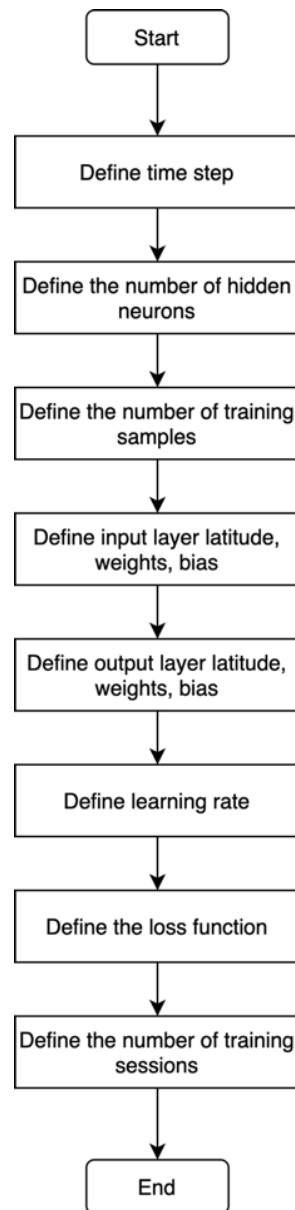 Start
Define time step
Define the number of hidden
neurons
Define the number of training
samples
Define input layer latitude,
weights, bias
Define output layer latitude,
weights, bias
Define learning rate
Define the loss function
Define the number of training
sessions
End